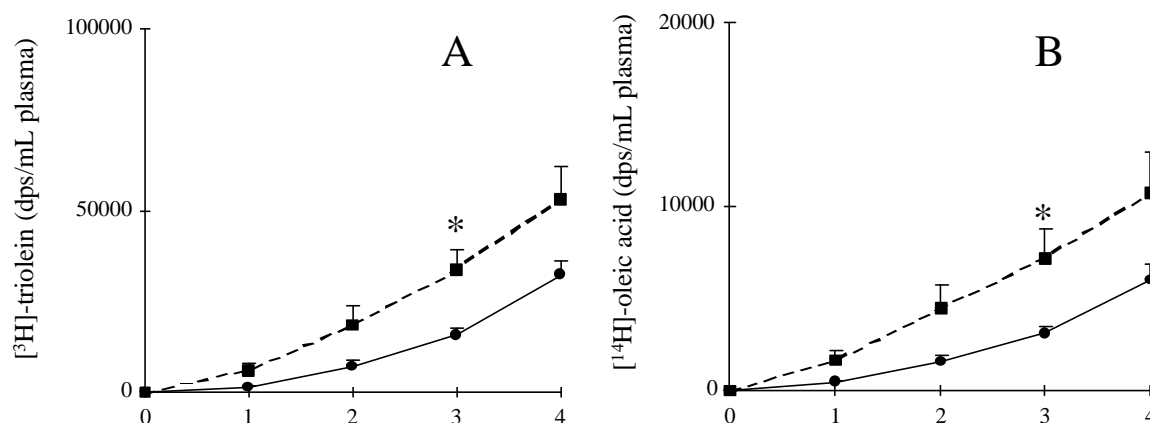 [³H]-triolein (dps/mL plasma)
100000
50000
0
A
*
0 1 2 3 4
[¹⁴H]-oleic acid (dps/mL plasma)
20000
10000
0
B
*
0 1 2 3 4